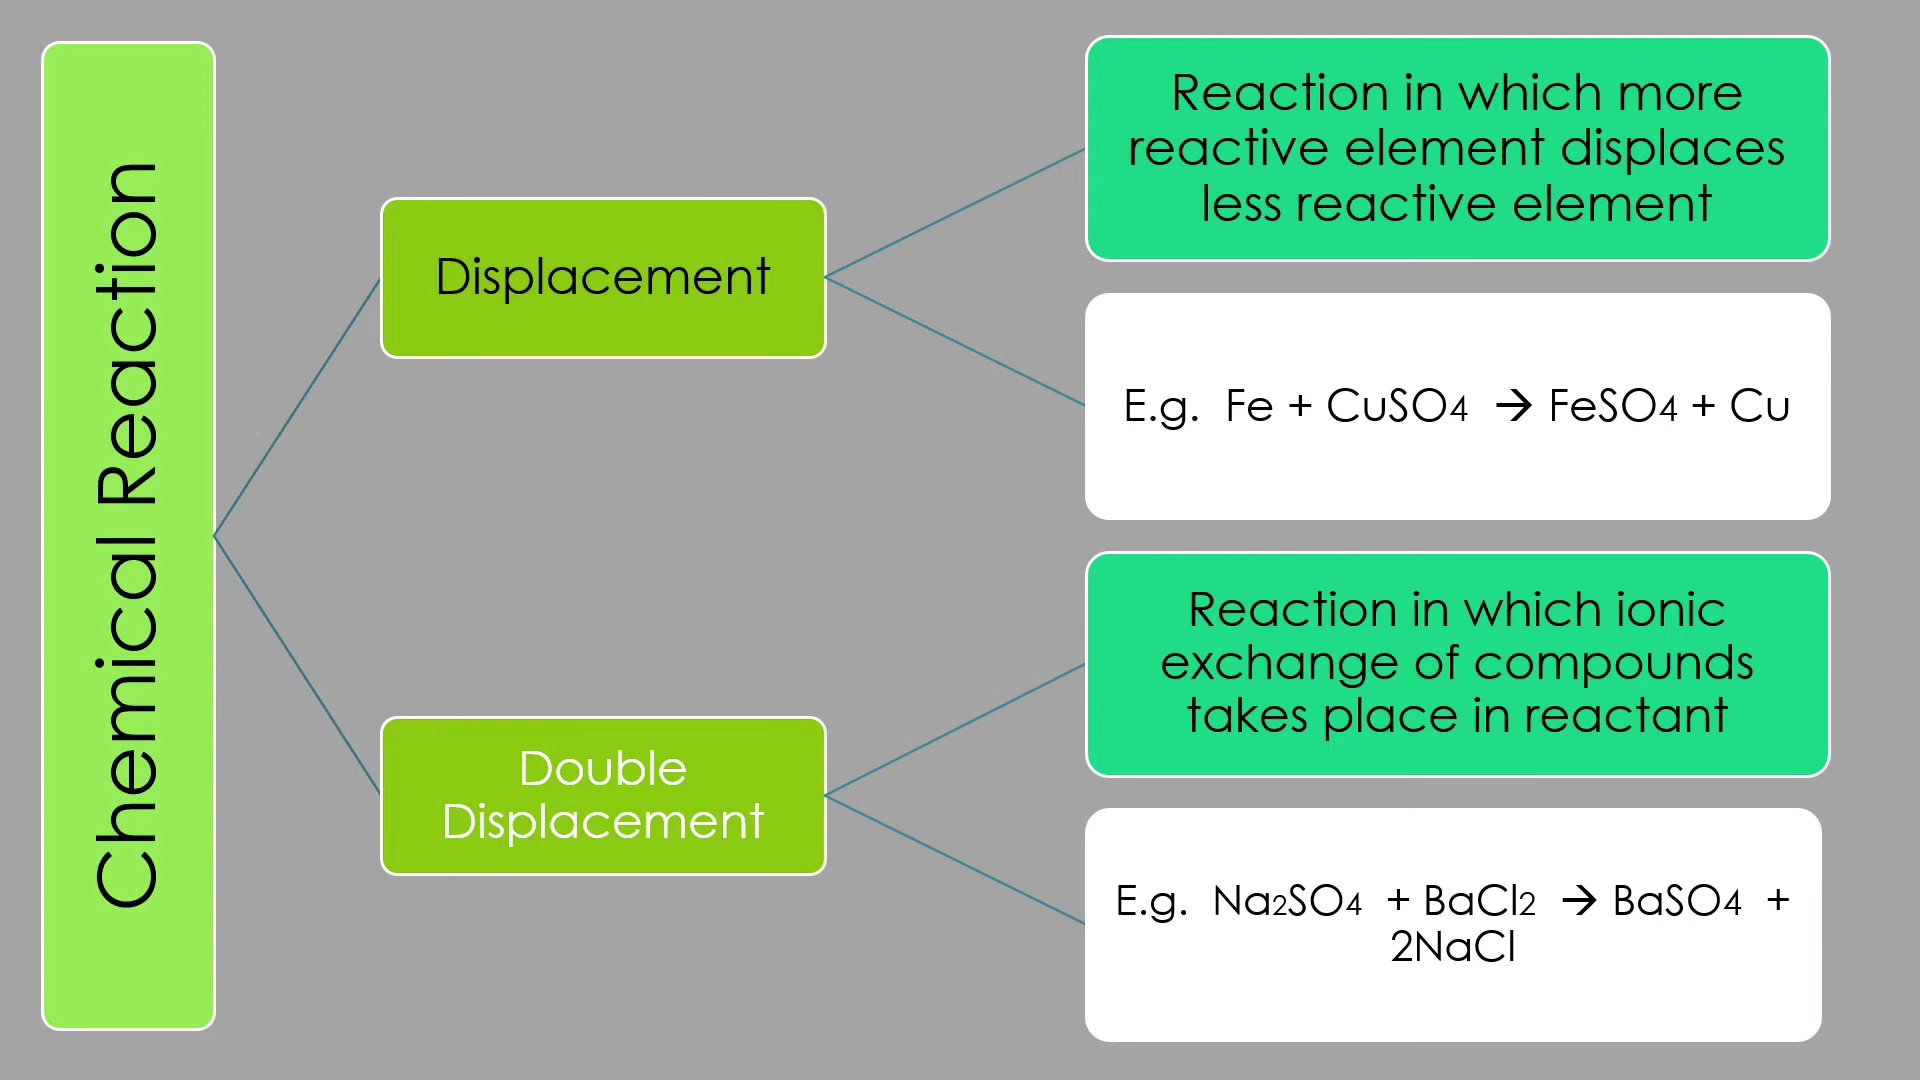 Chemical Reaction
Displacement
Reaction in which more
reactive element displaces
less reactive element
E.g. Fe + CuSO4 → FeSO4 + Cu
Double
Displacement
Reaction in which ionic
exchange of compounds
takes place in reactant
E.g. Na2SO4 + BaCl2 → BaSO4 +
2NaCl